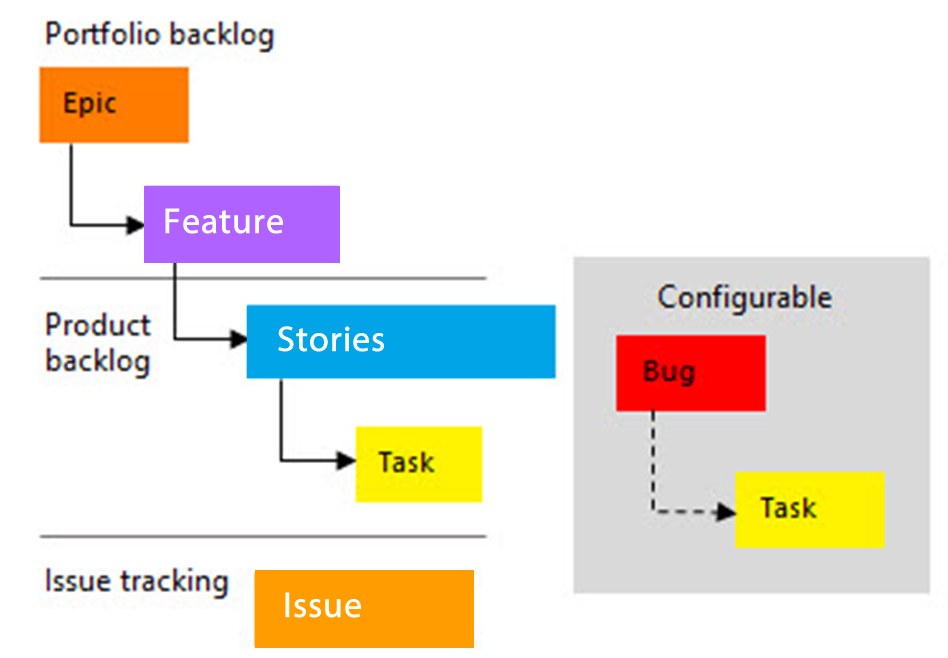 Portfolio backlog
Epic
Feature
Product
backlog
Stories
Task
Issue tracking
Issue
Configurable
Bug
Task